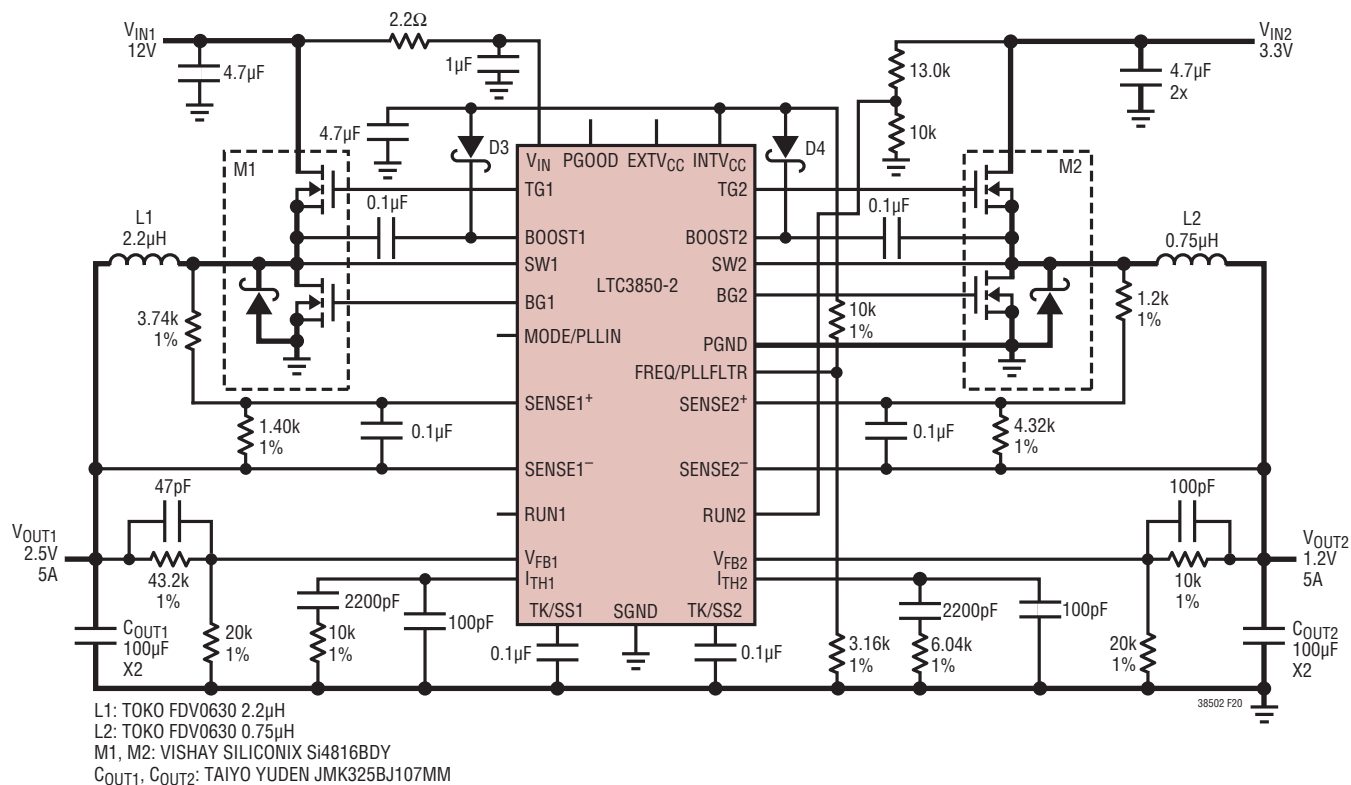 VIN1
12V
2.2Ω
4.7µF
1µF
13.0k
10k
VIN2
3.3V
4.7µF
2x
4.7µF
D3
D4
VIN
PGOOD
EXTVCC
INTVCC
M1
M2
TG1
TG2
0.1µF
0.1µF
L1
2.2µH
L2
0.75µH
BOOST1
BOOST2
SW1
SW2
LTC3850-2
BG1
BG2
3.74k
1%
10k
1%
1.2k
1%
MODE/PLLIN
PGND
FREQ/PLLFLTR
SENSE1+
SENSE2+
1.40k
1%
0.1µF
0.1µF
4.32k
1%
SENSE1–
SENSE2–
47pF
100pF
RUN1
RUN2
VOUT1
2.5V
5A
VOUT2
1.2V
5A
VFB1
VFB2
43.2k
1%
10k
1%
ITH1
ITH2
2200pF
100pF
2200pF
100pF
TK/SS1
SGND
TK/SS2
COUT1
100µF
X2
20k
1%
10k
1%
0.1µF
0.1µF
3.16k
1%
6.04k
1%
20k
1%
COUT2
100µF
X2
38502 F20
L1: TOKO FDV0630 2.2µH
L2: TOKO FDV0630 0.75µH
M1, M2: VISHAY SILICONIX Si4816BDY
COUT1, COUT2: TAIYO YUDEN JMK325BJ107MM